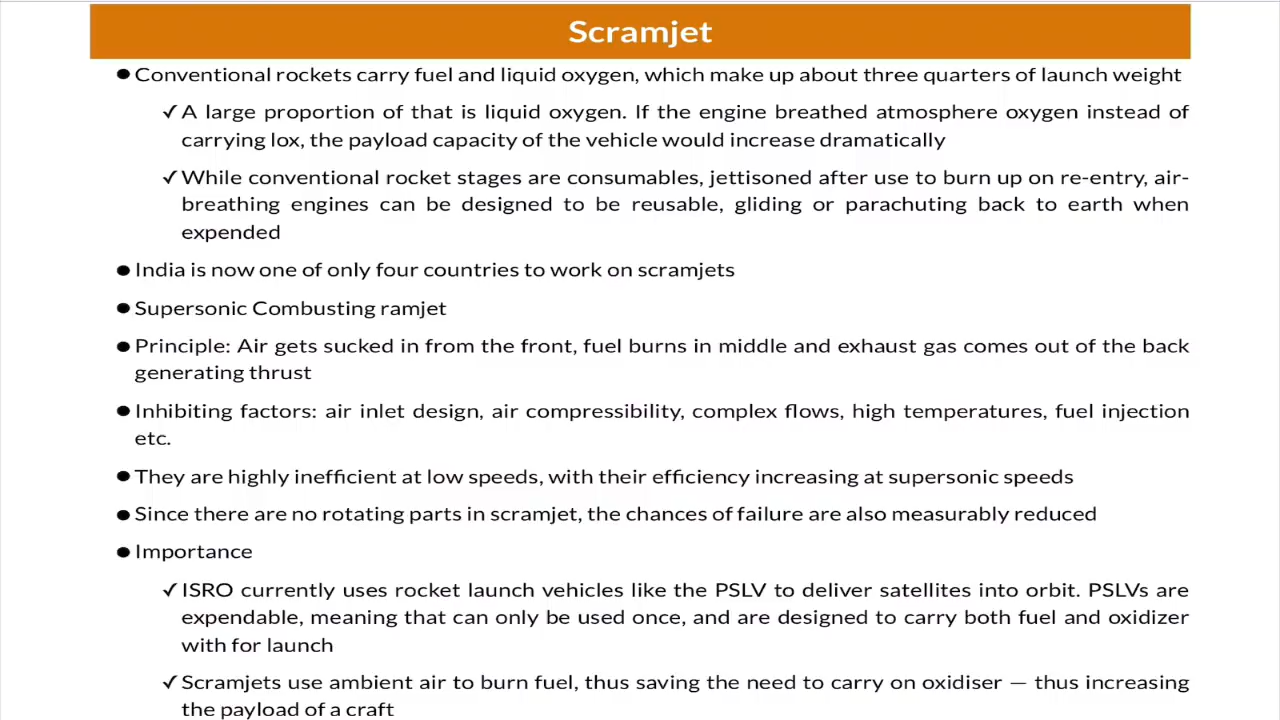 Scramjet
● Conventional rockets carry fuel and liquid oxygen, which make up about three quarters of launch weight
✓ A large proportion of that is liquid oxygen. If the engine breathed atmosphere oxygen instead of
carrying lox, the payload capacity of the vehicle would increase dramatically
✓ While conventional rocket stages are consumables, jettisoned after use to burn up on re-entry, air-
breathing engines can be designed to be reusable, gliding or parachuting back to earth when
expended
● India is now one of only four countries to work on scramjets
● Supersonic Combusting ramjet
● Principle: Air gets sucked in from the front, fuel burns in middle and exhaust gas comes out of the back
generating thrust
● Inhibiting factors: air inlet design, air compressibility, complex flows, high temperatures, fuel injection
etc.
● They are highly inefficient at low speeds, with their efficiency increasing at supersonic speeds
● Since there are no rotating parts in scramjet, the chances of failure are also measurably reduced
● Importance
✓ ISRO currently uses rocket launch vehicles like the PSLV to deliver satellites into orbit. PSLVs are
expendable, meaning that can only be used once, and are designed to carry both fuel and oxidizer
with for launch
✓ Scramjets use ambient air to burn fuel, thus saving the need to carry on oxidiser — thus increasing
the payload of a craft